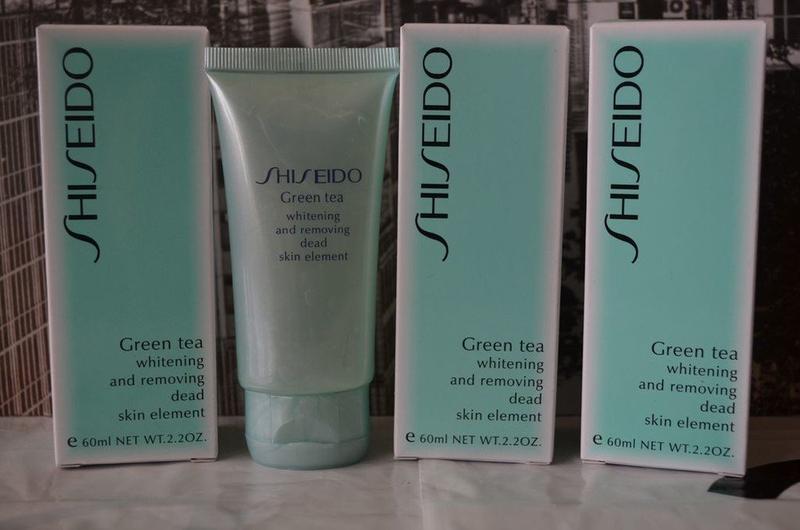 SHISEIDO
Green tea
whitening
and removing
dead
skin element
e 60ml NET WT.2.2OZ.
SHISEIDO
Green tea
whitening
and removing
dead
skin element
SHISEIDO
Green tea
whitening
and removing
dead
skin element
e 60ml NET WT.2.2OZ.
SHISEIDO
Green tea
whitening
and removing
dead
skin element
e 60ml NET WT.2.2OZ.